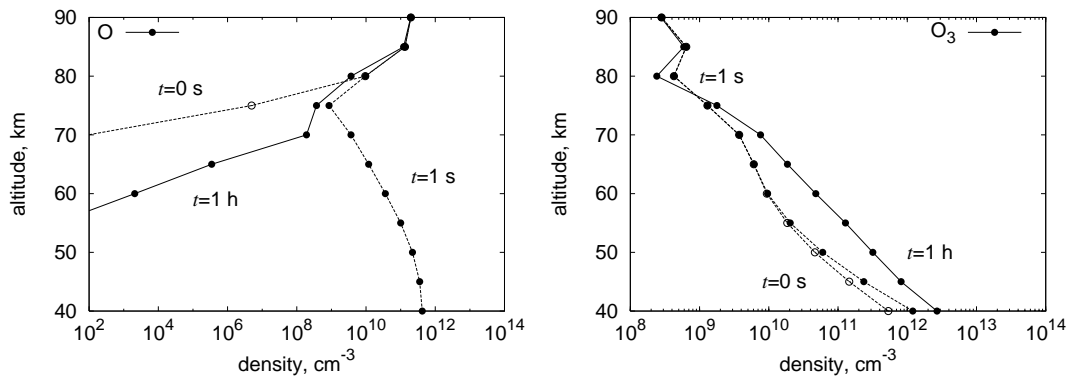 O
t=0 s
t=1 h
t=1 s
altitude, km
90
80
70
60
50
40
10^2 10^4 10^6 10^8 10^10 10^12 10^14
density, cm^-3
O_3
t=1 s
t=1 h
t=0 s
altitude, km
90
80
70
60
50
40
10^8 10^9 10^10 10^11 10^12 10^13 10^14
density, cm^-3